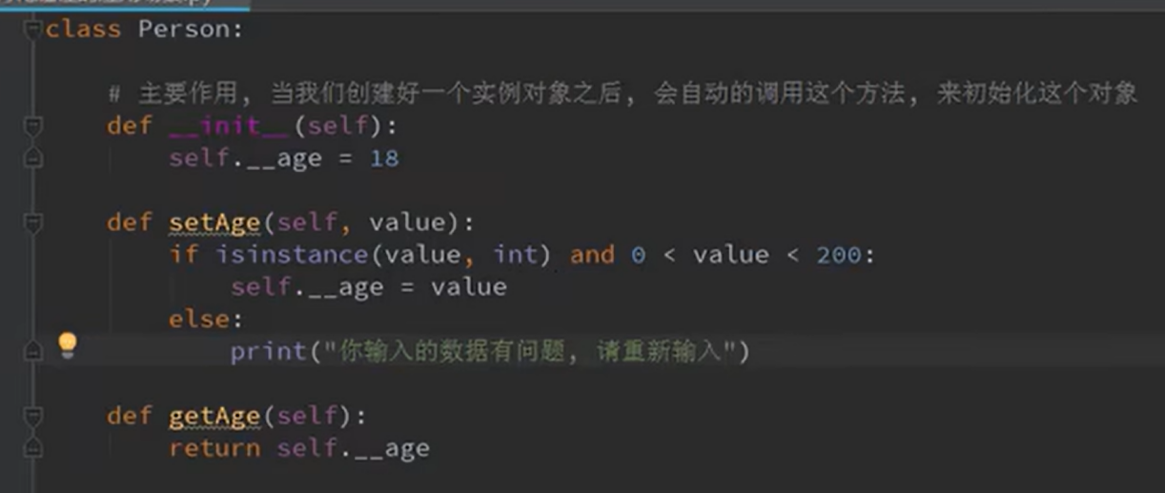 class Person:
# 主要作用, 当我们创建好一个实例对象之后, 会自动的调用这个方法, 来初始化这个对象
def __init__(self):
self.__age = 18
def setAge(self, value):
if isinstance(value, int) and 0 < value < 200:
self.__age = value
else:
print("你输入的数据有问题, 请重新输入")
def getAge(self):
return self.__age